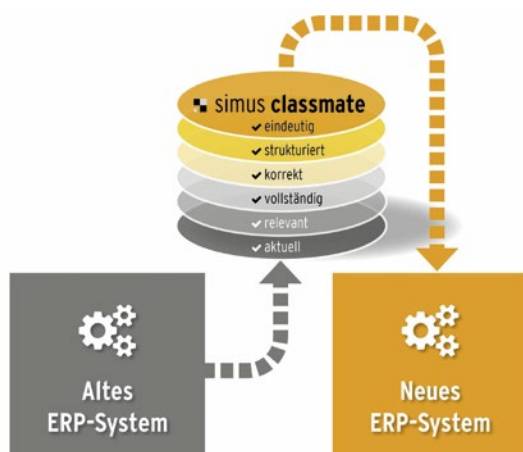 simus classmate
✓ eindeutig
✓ strukturiert
✓ korrekt
✓ vollständig
✓ relevant
✓ aktuell
Altes
ERP-System
Neues
ERP-System